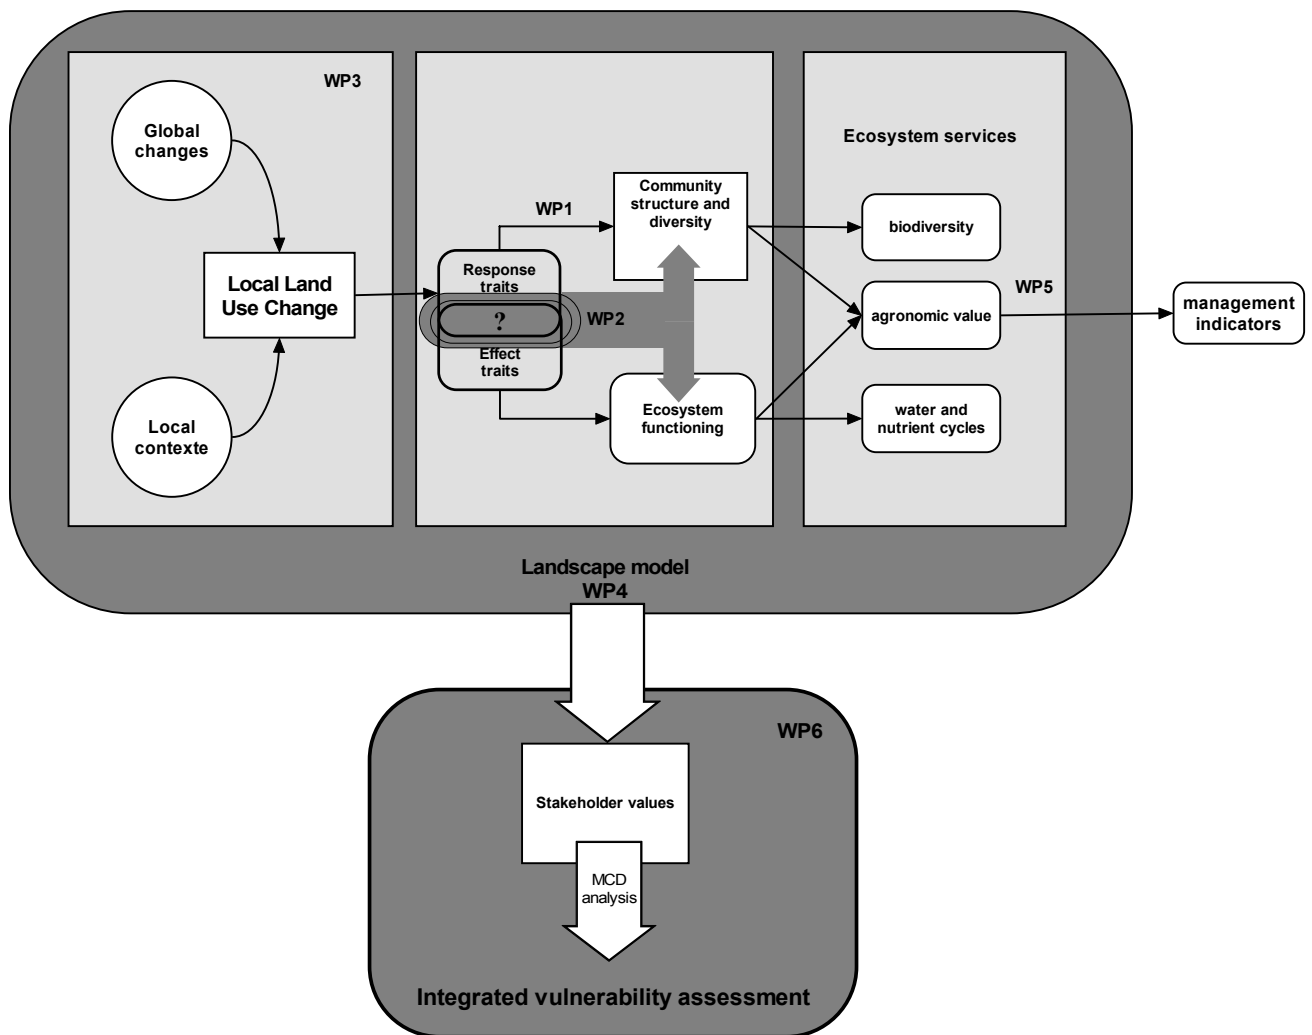 WP3
Global
changes
Local Land
Use Change
Local
contexte
WP1
Community
structure and
diversity
Response
traits
?
WP2
Effect
traits
Ecosystem
functioning
Ecosystem services
biodiversity
agronomic value
water and
nutrient cycles
WP5
management
indicators
Landscape model
WP4
WP6
Stakeholder values
MCD
analysis
Integrated vulnerability assessment